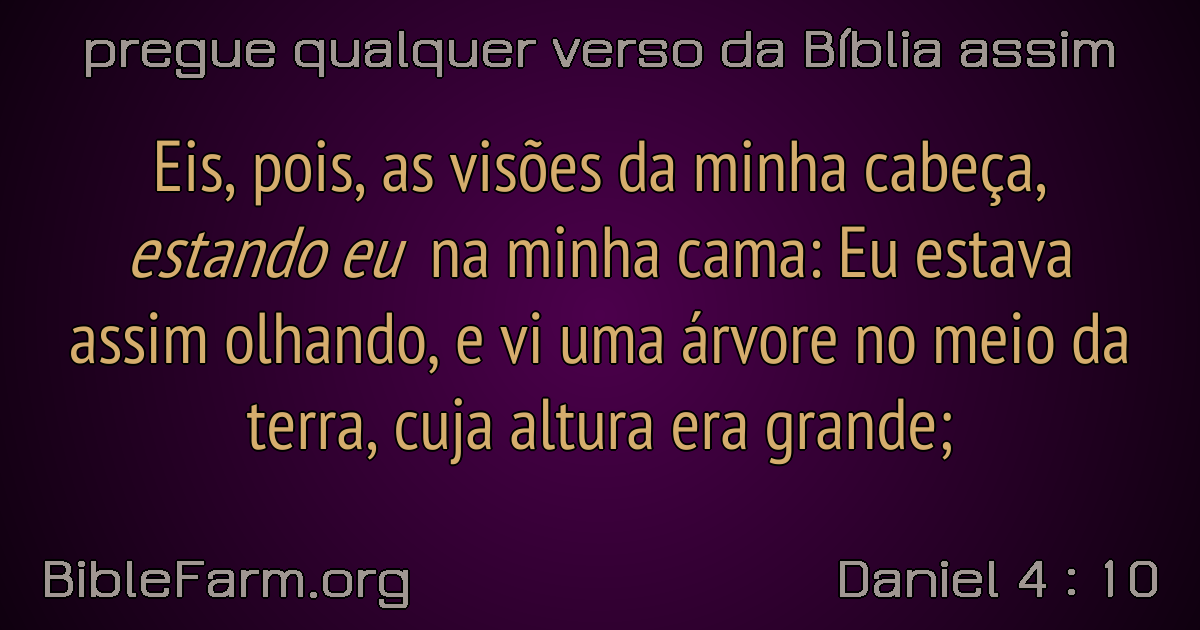 pregue qualquer verso da Bíblia assim
Eis, pois, as visões da minha cabeça,
estando eu na minha cama: Eu estava
assim olhando, e vi uma árvore no meio da
terra, cuja altura era grande;
BibleFarm.org
Daniel 4 : 10